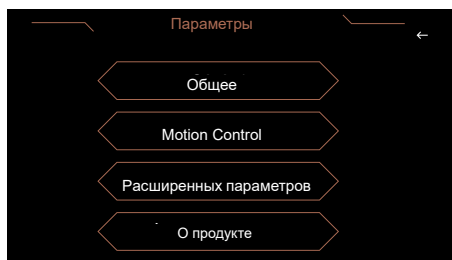 Параметры
Общее
Motion Control
Расширенных параметров
О продукте